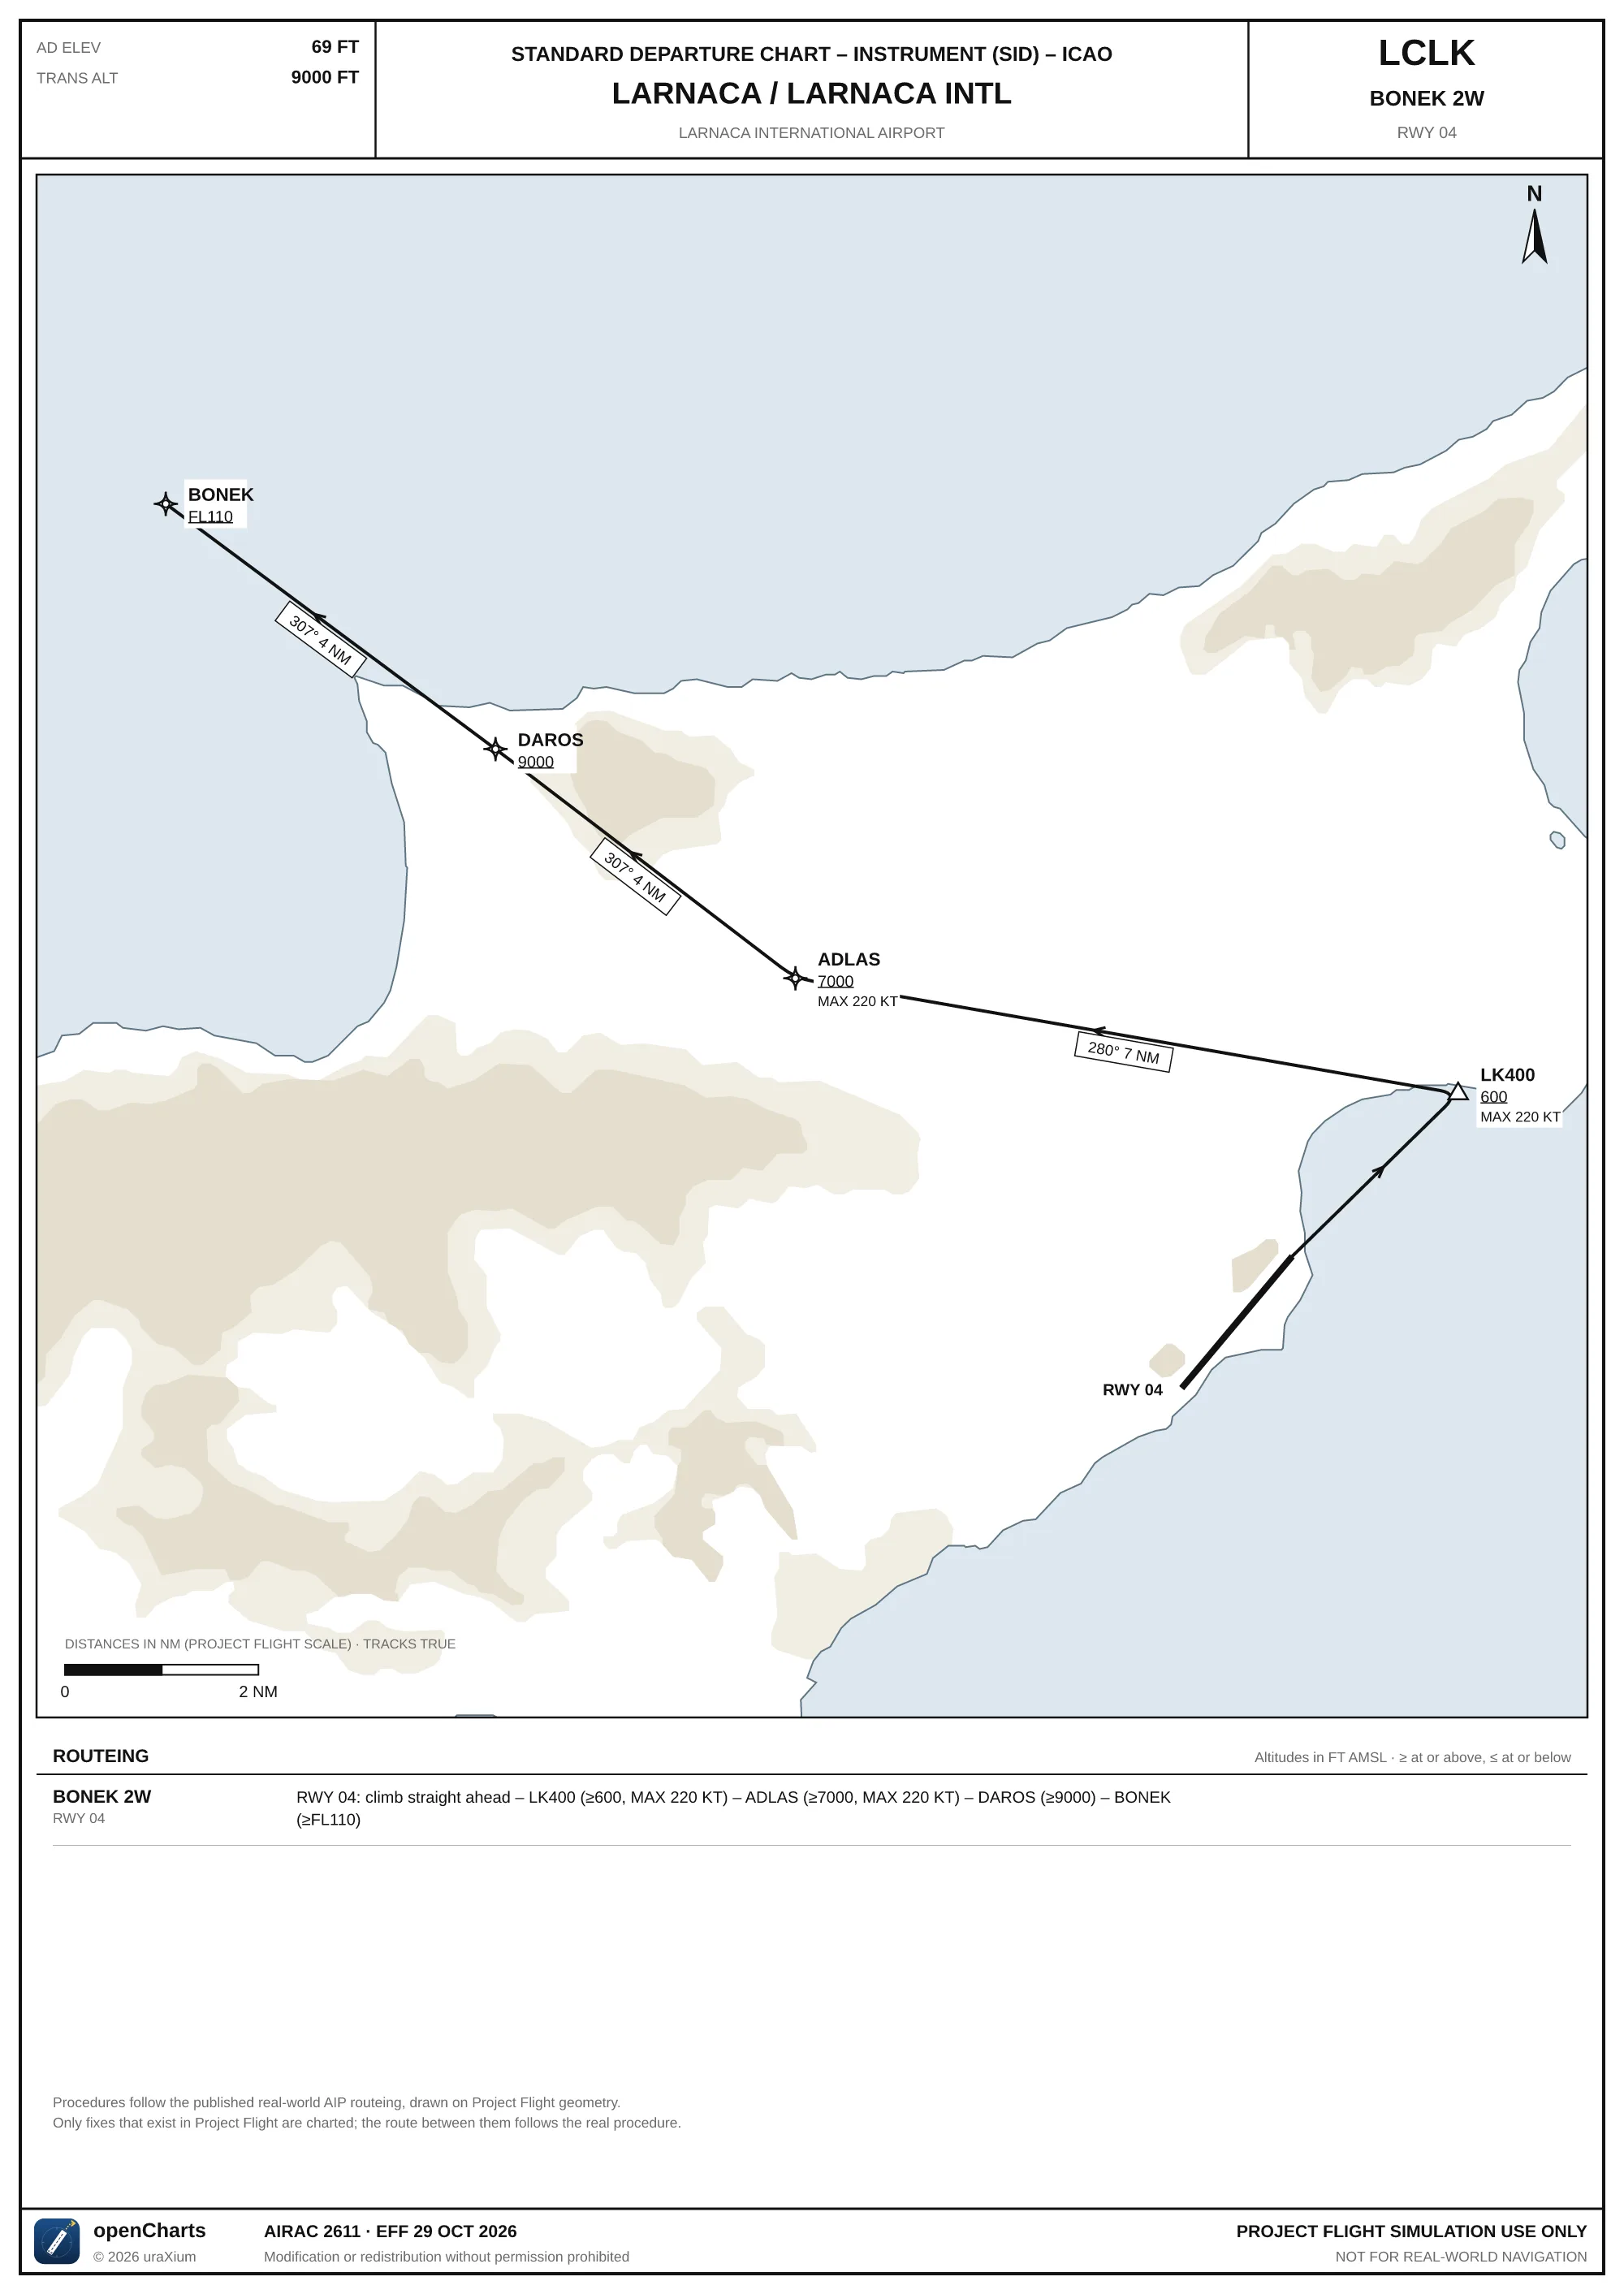 AD ELEV 69 FT
TRANS ALT 9000 FT
STANDARD DEPARTURE CHART – INSTRUMENT (SID) – ICAO
LARNACA / LARNACA INTL
LARNACA INTERNATIONAL AIRPORT
LCLK
BONEK 2W
RWY 04
N
BONEK
FL110
307° 4 NM
DAROS
9000
307° 4 NM
ADLAS
7000
MAX 220 KT
280° 7 NM
LK400
600
MAX 220 KT
RWY 04
DISTANCES IN NM (PROJECT FLIGHT SCALE) · TRACKS TRUE
0 2 NM
ROUTEING
Altitudes in FT AMSL · ≥ at or above, ≤ at or below
BONEK 2W
RWY 04
RWY 04: climb straight ahead – LK400 (≥600, MAX 220 KT) – ADLAS (≥7000, MAX 220 KT) – DAROS (≥9000) – BONEK
(≥FL110)
Procedures follow the published real-world AIP routeing, drawn on Project Flight geometry.
Only fixes that exist in Project Flight are charted; the route between them follows the real procedure.
openCharts
© 2026 uraXium
AIRAC 2611 · EFF 29 OCT 2026
Modification or redistribution without permission prohibited
PROJECT FLIGHT SIMULATION USE ONLY
NOT FOR REAL-WORLD NAVIGATION